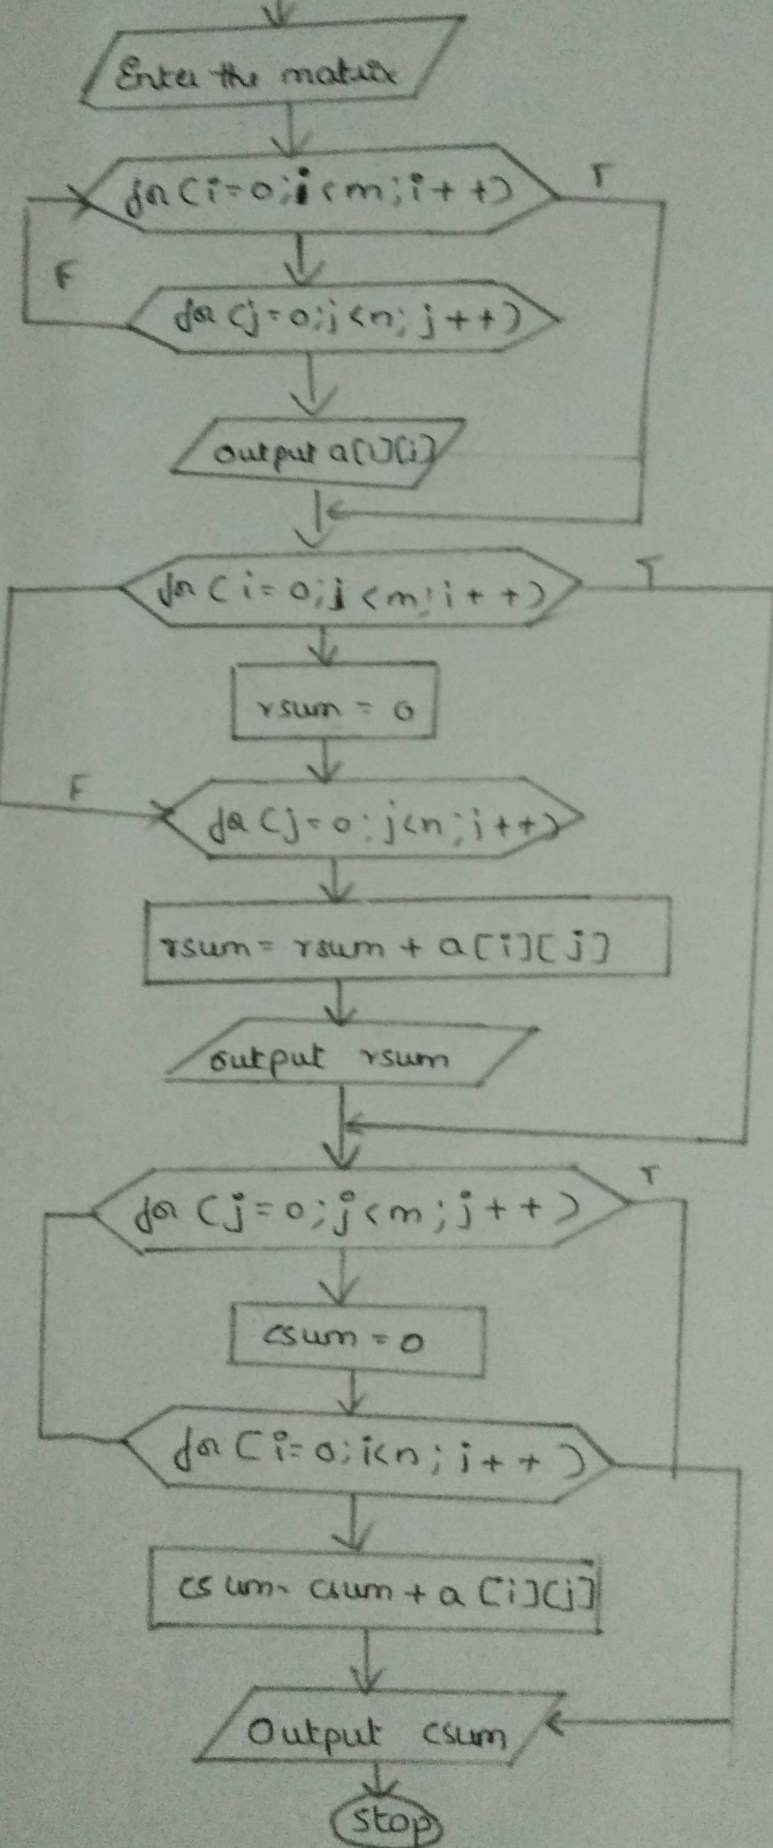 Enter the matrix
for (i=0;i<m;i++)
T
F
for (j=0;j<n;j++)
output a[i][j]
for (i=0;j<m;i++)
T
rsum = 0
F
for (j=0;j<n;j++)
rsum = rsum + a[i][j]
output rsum
for (j=0;j<m;j++)
T
csum = 0
for (i=0;i<n;i++)
csum = csum + a[i][j]
Output csum
stop